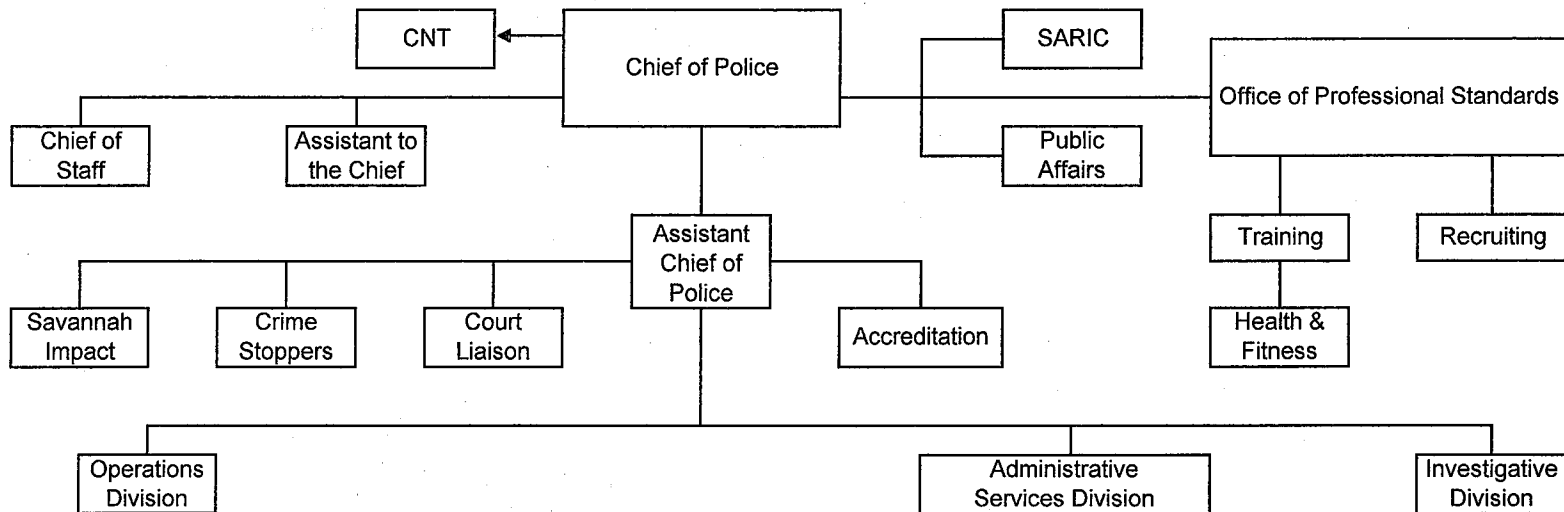 CNT
Chief of Police
SARIC
Office of Professional Standards
Chief of
Staff
Assistant to
the Chief
Public
Affairs
Assistant
Chief of
Police
Training
Recruiting
Savannah
Impact
Crime
Stoppers
Court
Liaison
Accreditation
Health &
Fitness
Operations
Division
Administrative
Services Division
Investigative
Division